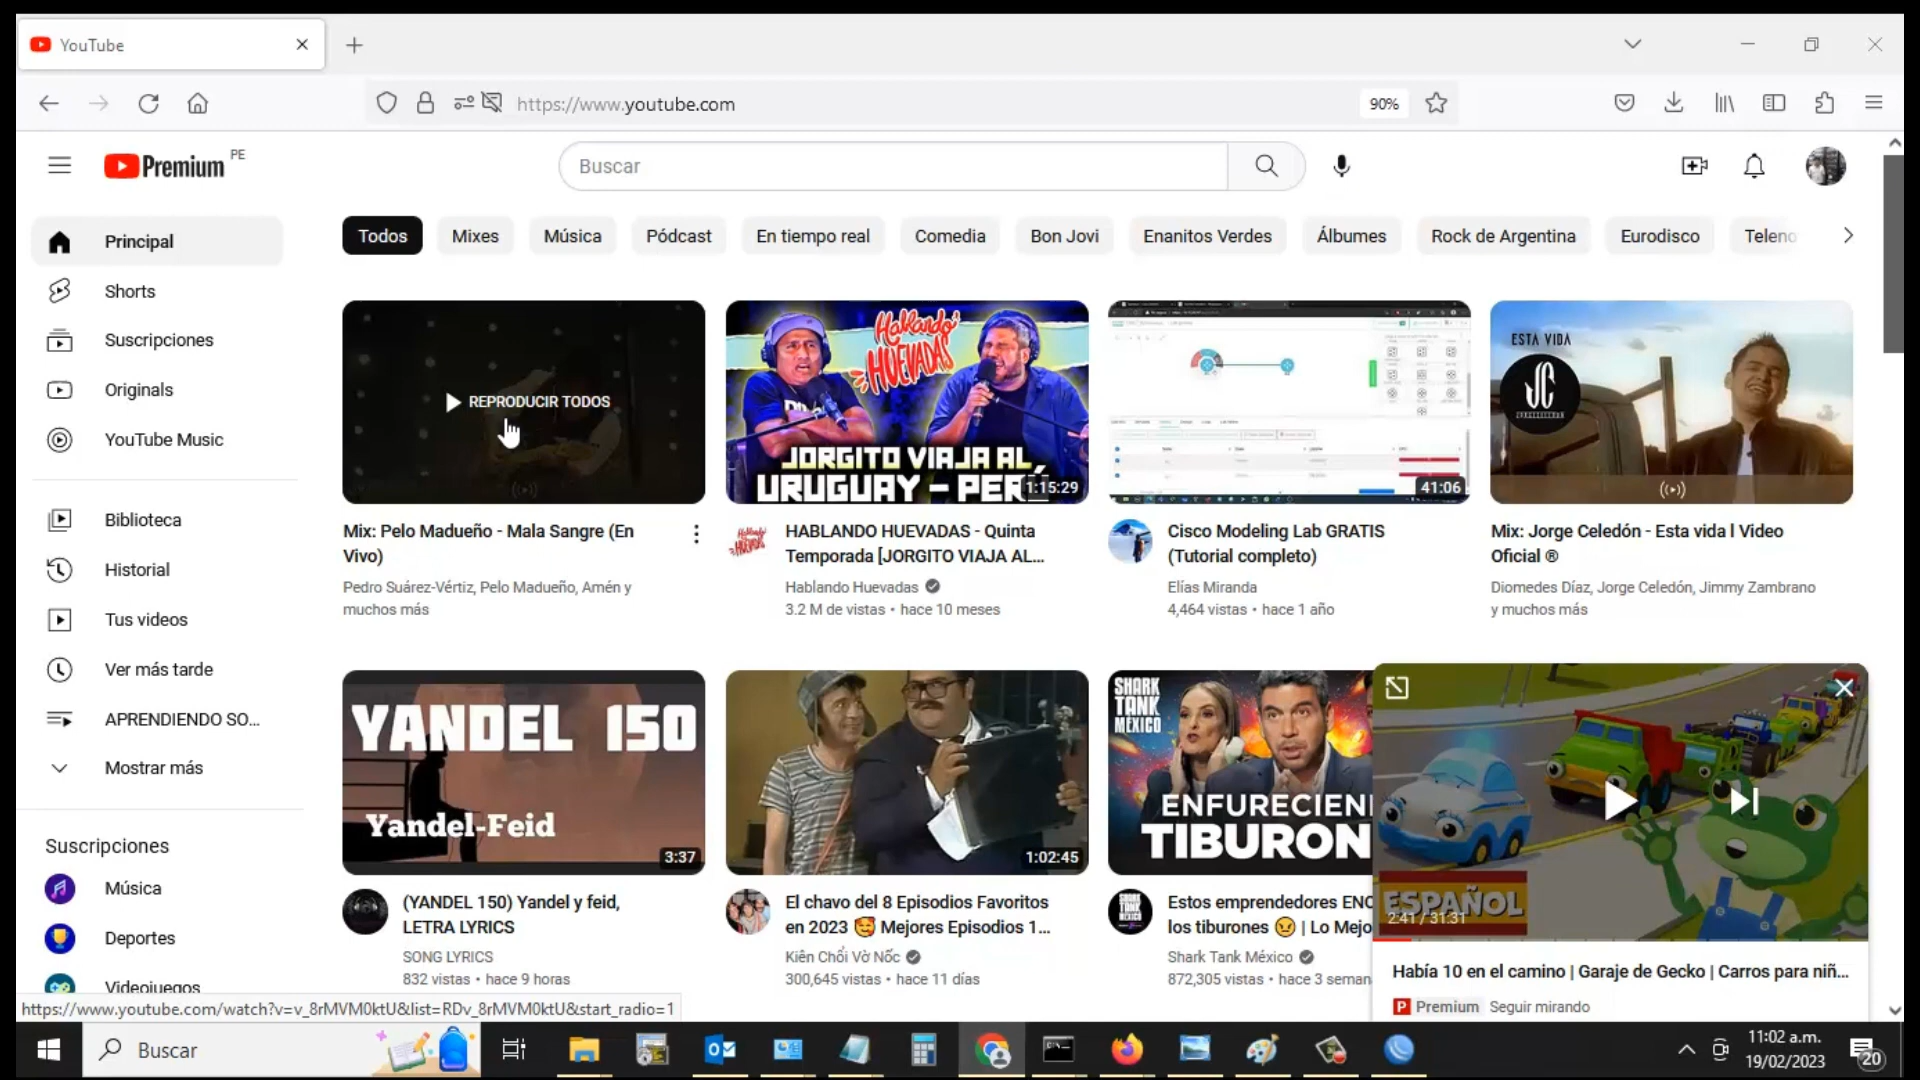 YouTube
https://www.youtube.com
90%
Premium PE
Buscar
Principal
Shorts
Suscripciones
Originals
YouTube Music
Biblioteca
Historial
Tus videos
Ver más tarde
APRENDIENDO SO...
Mostrar más
Suscripciones
Música
Deportes
Videojuegos
Todos
Mixes
Música
Pódcast
En tiempo real
Comedia
Bon Jovi
Enanitos Verdes
Álbumes
Rock de Argentina
Eurodisco
Teleno
REPRODUCIR TODOS
Mix: Pelo Madueño - Mala Sangre (En
Vivo)
Pedro Suárez-Vértiz, Pelo Madueño, Amén y
muchos más
Hablando
HUEVADAS
JORGITO VIAJA AL
URUGUAY - PERÚ
1:15:29
HABLANDO HUEVADAS - Quinta
Temporada [JORGITO VIAJA AL...
Hablando Huevadas
3.2 M de vistas • hace 10 meses
41:06
Cisco Modeling Lab GRATIS
(Tutorial completo)
Elías Miranda
4,464 vistas • hace 1 año
ESTA VIDA
JC
Mix: Jorge Celedón - Esta vida l Video
Oficial ®
Diomedes Díaz, Jorge Celedón, Jimmy Zambrano
y muchos más
YANDEL 150
Yandel-Feid
3:37
(YANDEL 150) Yandel y feid,
LETRA LYRICS
SONG LYRICS
832 vistas • hace 9 horas
1:02:45
El chavo del 8 Episodios Favoritos
en 2023 🥰 Mejores Episodios 1...
Kiên Chổi Vờ Nốc
300,645 vistas • hace 11 días
SHARK
TANK
MÉXICO
ENFURECIEN
TIBURON
Estos emprendedores ENO
los tiburones 😠 | Lo Mejo
Shark Tank México
872,305 vistas • hace 3 seman
ESPAÑOL
2:41 / 31:31
Había 10 en el camino | Garaje de Gecko | Carros para niñ...
P Premium Seguir mirando
https://www.youtube.com/watch?v=v_8rMVM0ktU&list=RDv_8rMVM0ktU&start_radio=1
Buscar
11:02 a.m.
19/02/2023
20